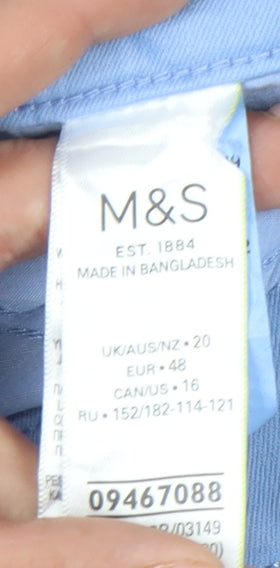 M&S
EST. 1884
MADE IN BANGLADESH
UK/AUS/NZ • 20
EUR • 48
CAN/US • 16
RU • 152/182-114-121
09467088
/03149